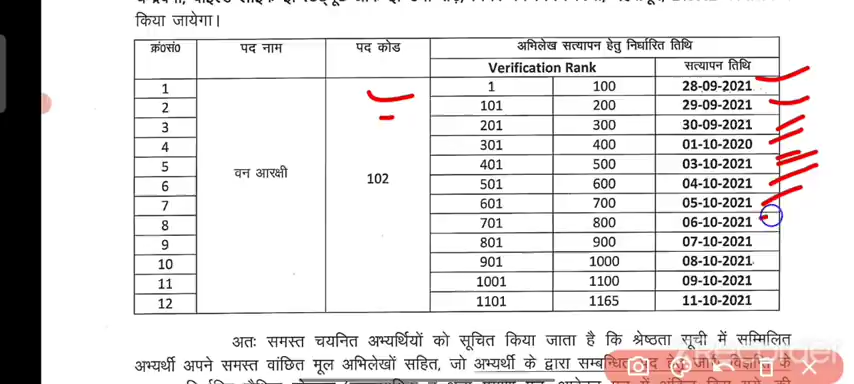 किया जायेगा।
क्रं0सं0 पद नाम पद कोड अभिलेख सत्यापन हेतु निर्धारित तिथि
Verification Rank सत्यापन तिथि
1 1 100 28-09-2021
2 101 200 29-09-2021
3 201 300 30-09-2021
4 301 400 01-10-2020
5 401 500 03-10-2021
वन आरक्षी 102
6 501 600 04-10-2021
7 601 700 05-10-2021
8 701 800 06-10-2021
9 801 900 07-10-2021
10 901 1000 08-10-2021
11 1001 1100 09-10-2021
12 1101 1165 11-10-2021
अतः समस्त चयनित अभ्यर्थियों को सूचित किया जाता है कि श्रेष्ठता सूची में सम्मिलित
अभ्यर्थी अपने समस्त वांछित मूल अभिलेखों सहित, जो अभ्यर्थी के द्वारा सम्बन्धित पद हेतु जारी विज्ञप्ति के